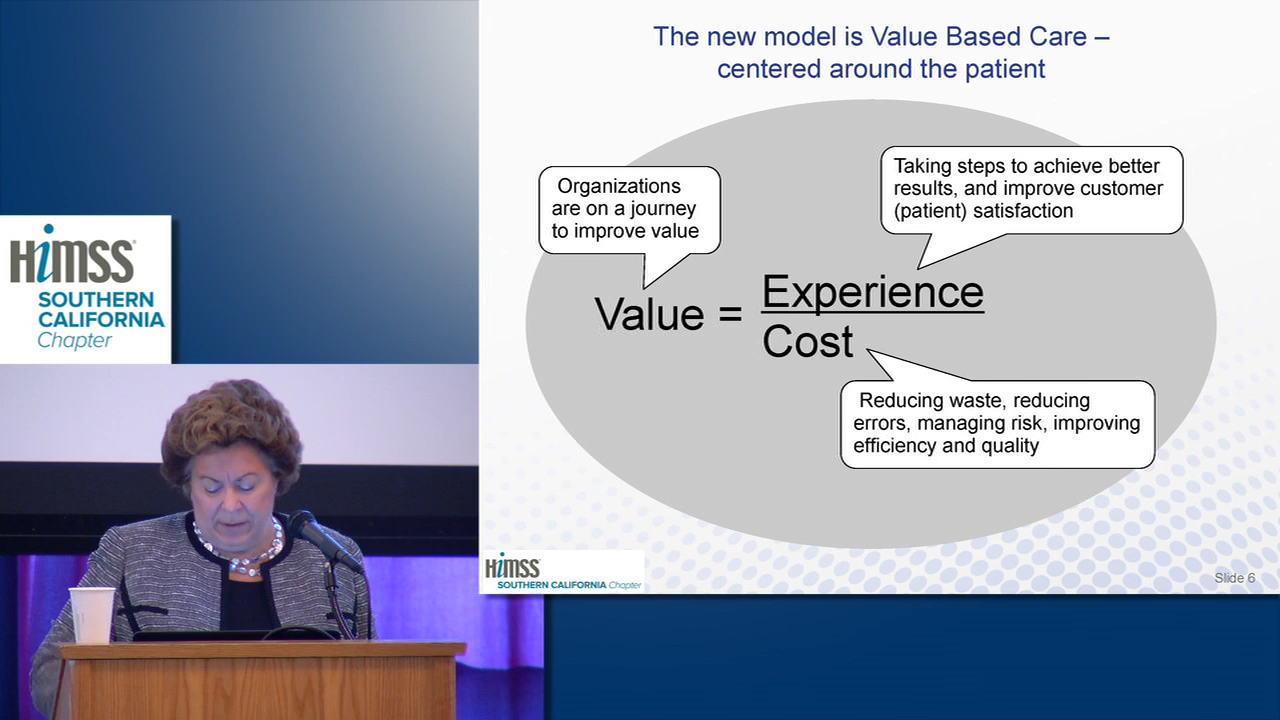 The new model is Value Based Care –
centered around the patient
Organizations
are on a journey
to improve value
Taking steps to achieve better
results, and improve customer
(patient) satisfaction
Value =
Experience
Cost
Reducing waste, reducing
errors, managing risk, improving
efficiency and quality
HiMSS
SOUTHERN
CALIFORNIA
Chapter
HiMSS
SOUTHERN CALIFORNIA Chapter
Slide 6